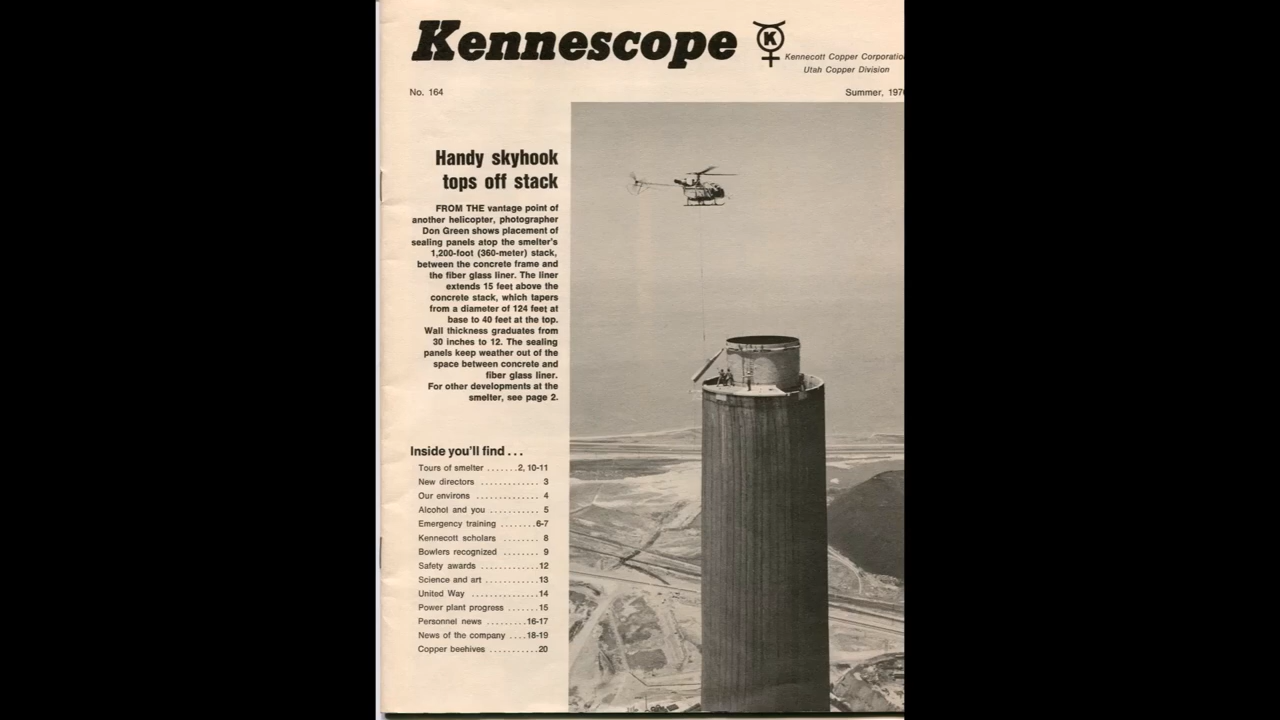 Kennescope
K
Kennecott Copper Corporatio
Utah Copper Division
No. 164
Summer, 197
Handy skyhook
tops off stack
FROM THE vantage point of
another helicopter, photographer
Don Green shows placement of
sealing panels atop the smelter's
1,200-foot (360-meter) stack,
between the concrete frame and
the fiber glass liner. The liner
extends 15 feet above the
concrete stack, which tapers
from a diameter of 124 feet at
base to 40 feet at the top.
Wall thickness graduates from
30 inches to 12. The sealing
panels keep weather out of the
space between concrete and
fiber glass liner.
For other developments at the
smelter, see page 2.
Inside you'll find . . .
Tours of smelter . . . . . . . 2, 10-11
New directors . . . . . . . . . . . . . 3
Our environs . . . . . . . . . . . . . 4
Alcohol and you . . . . . . . . . . . 5
Emergency training . . . . . . . . 6-7
Kennecott scholars . . . . . . . . 8
Bowlers recognized . . . . . . . . 9
Safety awards . . . . . . . . . . . . . 12
Science and art . . . . . . . . . . . . 13
United Way . . . . . . . . . . . . . . . 14
Power plant progress . . . . . . . 15
Personnel news . . . . . . . . . 16-17
News of the company . . . . 18-19
Copper beehives . . . . . . . . . . . 20